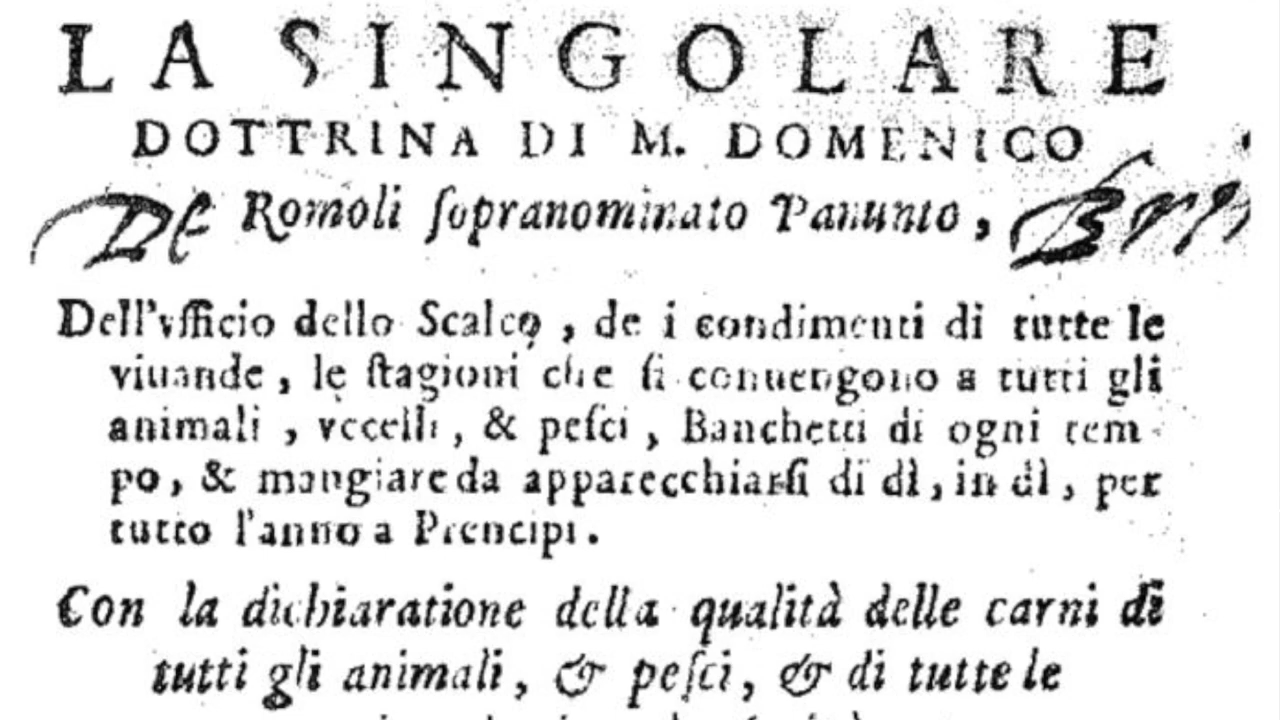 LA SINGOLARE
DOTTRINA DI M. DOMENICO
De Romoli ſopranominato Panunto,
Dell'vfficio dello Scalco, de i condimenti di tutte le
viuande, le ſtagioni che ſi conuengono a tutti gli
animali, vccelli, & peſci, Banchetti di ogni tem-
po, & mangiare da apparecchiarſi di dì, in dì, per
tutto l'anno a Prencipi.
Con la dichiaratione della qualità delle carni di
tutti gli animali, & peſci, & di tutte le